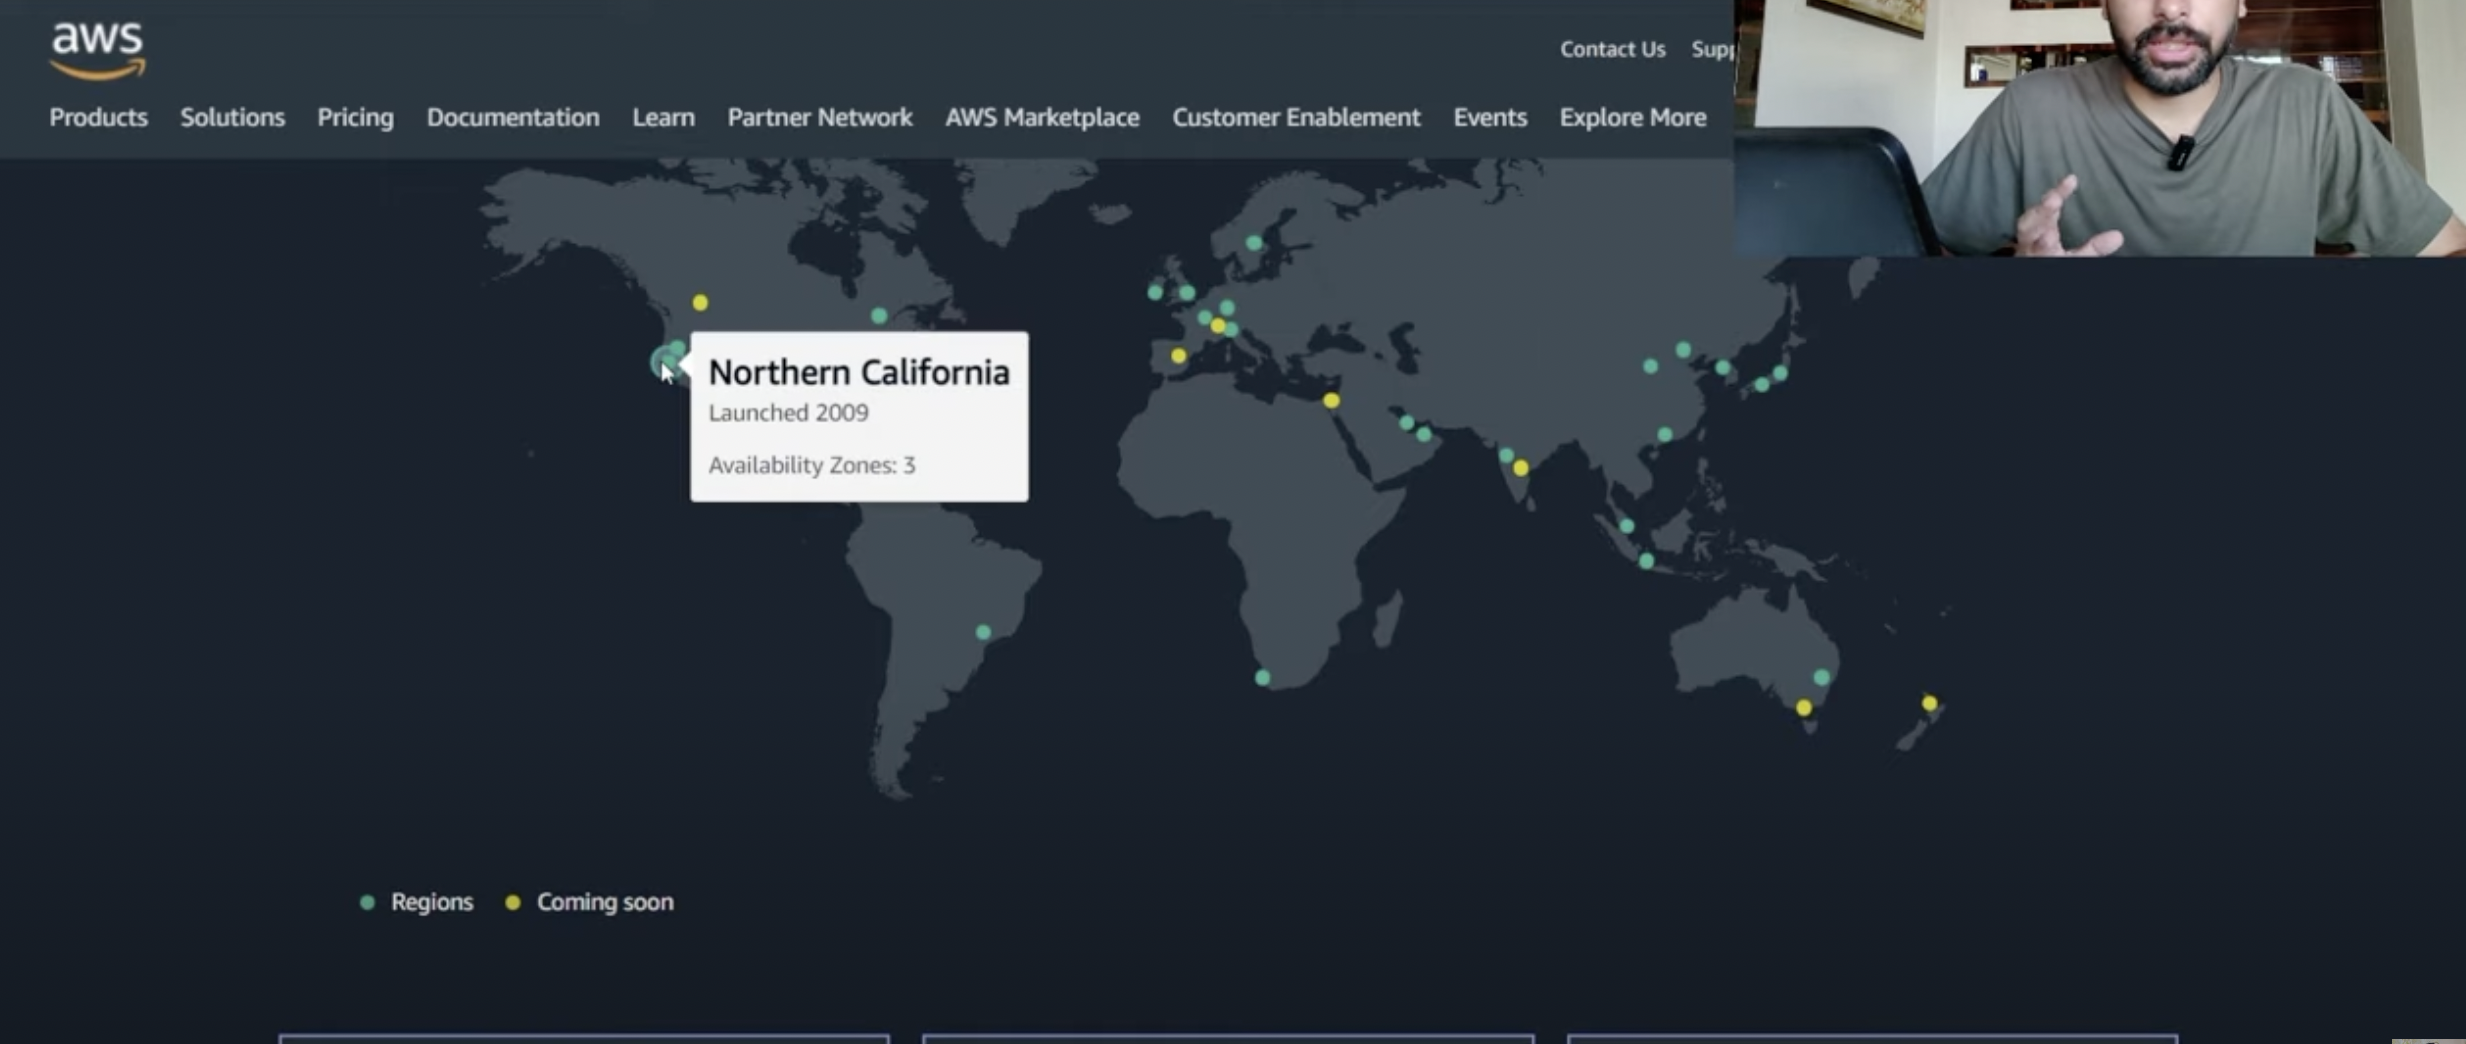 aws
Contact Us Supp
Products Solutions Pricing Documentation Learn Partner Network AWS Marketplace Customer Enablement Events Explore More
Northern California
Launched 2009
Availability Zones: 3
Regions Coming soon